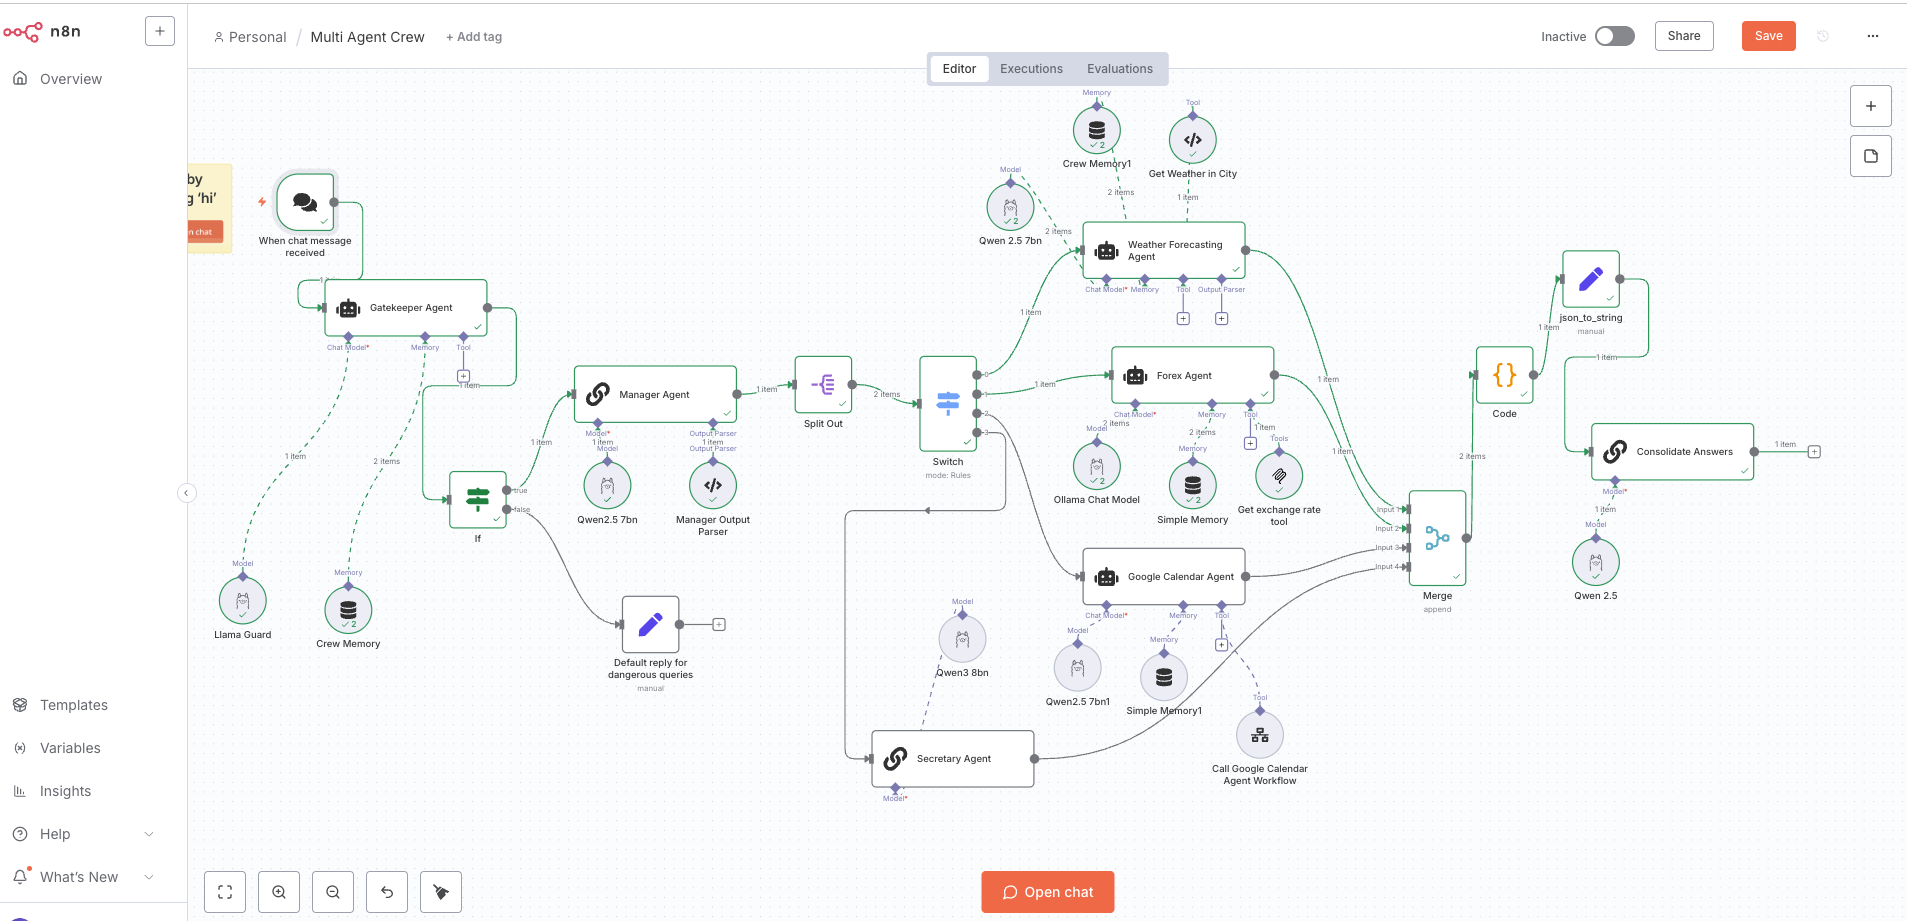 n8n
Personal / Multi Agent Crew + Add tag
Inactive
Share
Save
Editor
Executions
Evaluations
Overview
Templates
Variables
Insights
Help
What's New
by
g 'hi'
n chat
When chat message
received
Gatekeeper Agent
Chat Model*
Memory
Tool
1 item
1 item
2 items
Model
Llama Guard
Memory
2
Crew Memory
If
true
false
1 item
Manager Agent
Model*
1 item
Model
Qwen2.5 7bn
Output Parser
1 item
Output Parser
Manager Output
Parser
Default reply for
dangerous queries
manual
1 item
Split Out
2 items
Switch
mode: Rules
0
1
2
3
1 item
1 item
Memory
2
Crew Memory1
2 items
Tool
Get Weather in City
1 item
Model
2
Qwen 2.5 7bn
2 items
Weather Forecasting
Agent
Chat Model*
Memory
Tool
Output Parser
Forex Agent
Chat Model*
2 items
Model
2
Ollama Chat Model
Memory
2 items
Memory
2
Simple Memory
Tool
1 item
Tools
Get exchange rate
tool
Google Calendar Agent
Chat Model*
Memory
Tool
Model
Qwen2.5 7bn1
Memory
Simple Memory1
Tool
Call Google Calendar
Agent Workflow
Model
Qwen3 8bn
Secretary Agent
Model*
1 item
1 item
Input 1
Input 2
Input 3
Input 4
Merge
append
2 items
Code
1 item
json_to_string
manual
1 item
Consolidate Answers
1 item
Model*
1 item
Model
Qwen 2.5
Open chat